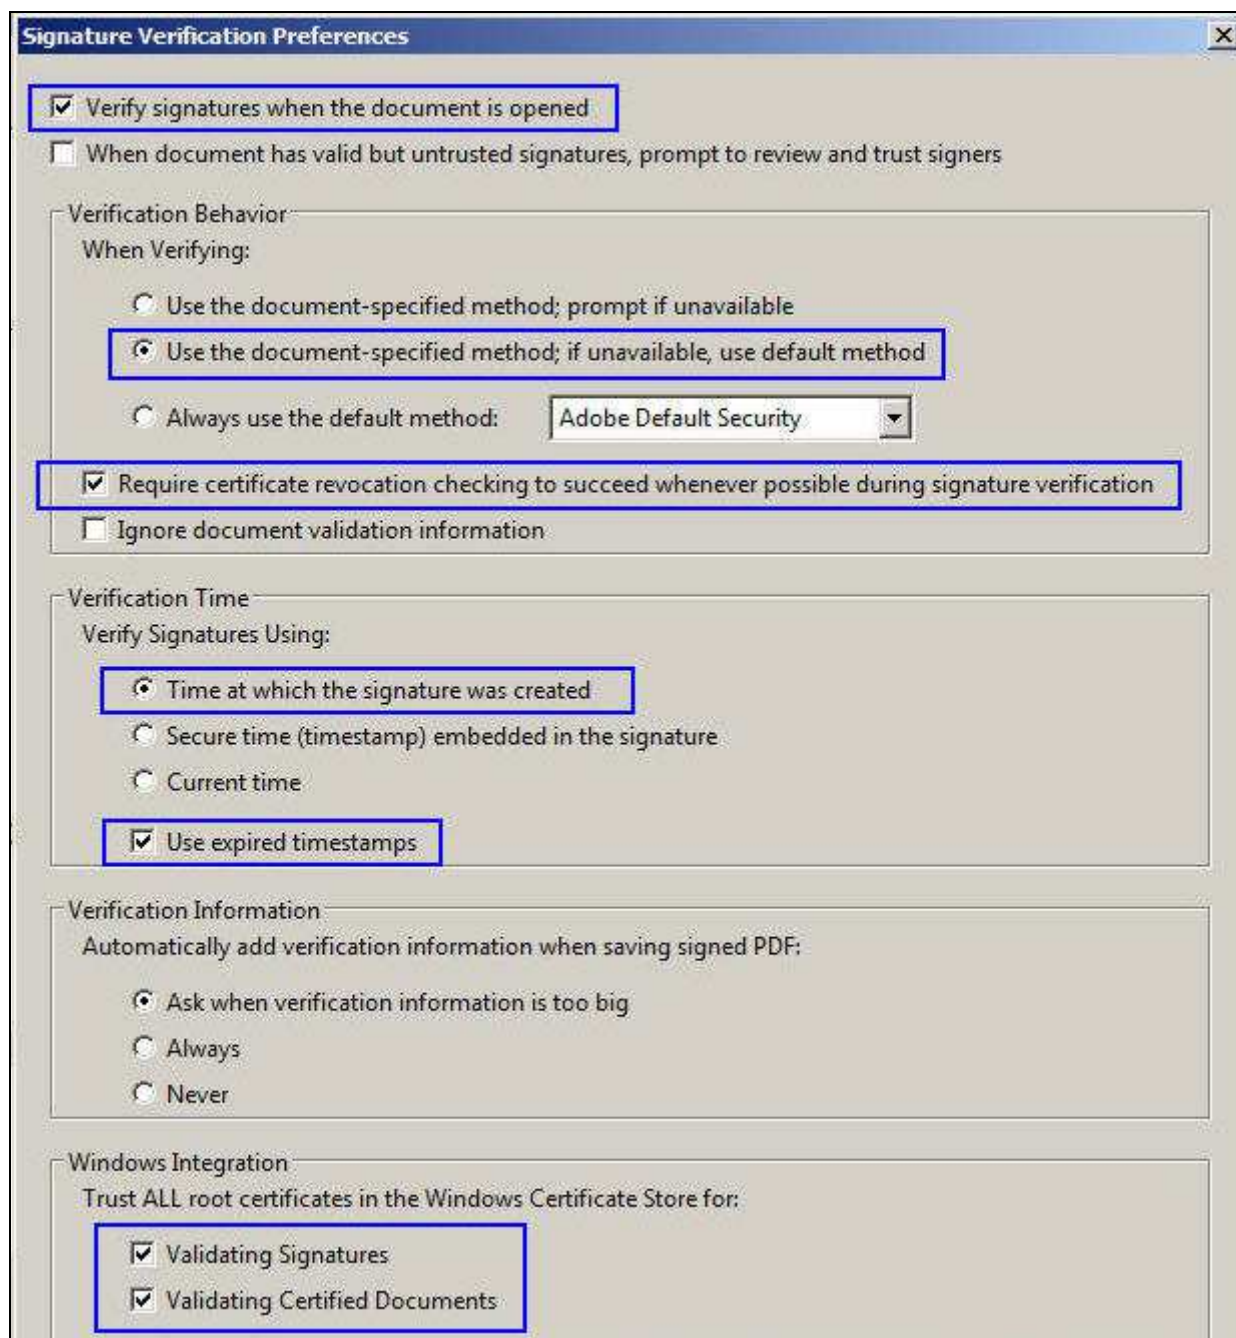 Signature Verification Preferences
Verify signatures when the document is opened
When document has valid but untrusted signatures, prompt to review and trust signers
Verification Behavior
When Verifying:
Use the document-specified method; prompt if unavailable
Use the document-specified method; if unavailable, use default method
Always use the default method: Adobe Default Security
Require certificate revocation checking to succeed whenever possible during signature verification
Ignore document validation information
Verification Time
Verify Signatures Using:
Time at which the signature was created
Secure time (timestamp) embedded in the signature
Current time
Use expired timestamps
Verification Information
Automatically add verification information when saving signed PDF:
Ask when verification information is too big
Always
Never
Windows Integration
Trust ALL root certificates in the Windows Certificate Store for:
Validating Signatures
Validating Certified Documents